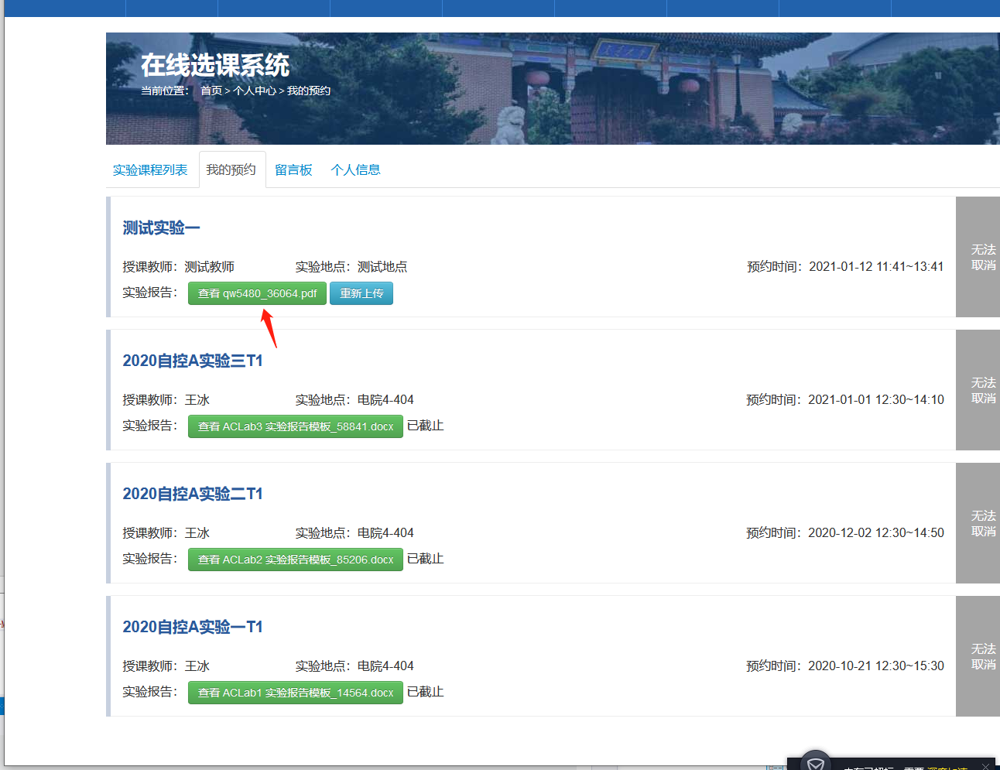 在线选课系统
当前位置： 首页 > 个人中心 > 我的预约
实验课程列表 我的预约 留言板 个人信息
测试实验一
授课教师：测试教师 实验地点：测试地点 预约时间：2021-01-12 11:41~13:41
实验报告： 查看 qw5480_36064.pdf 重新上传
无法
取消
2020自控A实验三T1
授课教师：王冰 实验地点：电院4-404 预约时间：2021-01-01 12:30~14:10
实验报告： 查看 ACLab3 实验报告模板_58841.docx 已截止
无法
取消
2020自控A实验二T1
授课教师：王冰 实验地点：电院4-404 预约时间：2020-12-02 12:30~14:50
实验报告： 查看 ACLab2 实验报告模板_85206.docx 已截止
无法
取消
2020自控A实验一T1
授课教师：王冰 实验地点：电院4-404 预约时间：2020-10-21 12:30~15:30
实验报告： 查看 ACLab1 实验报告模板_14564.docx 已截止
无法
取消